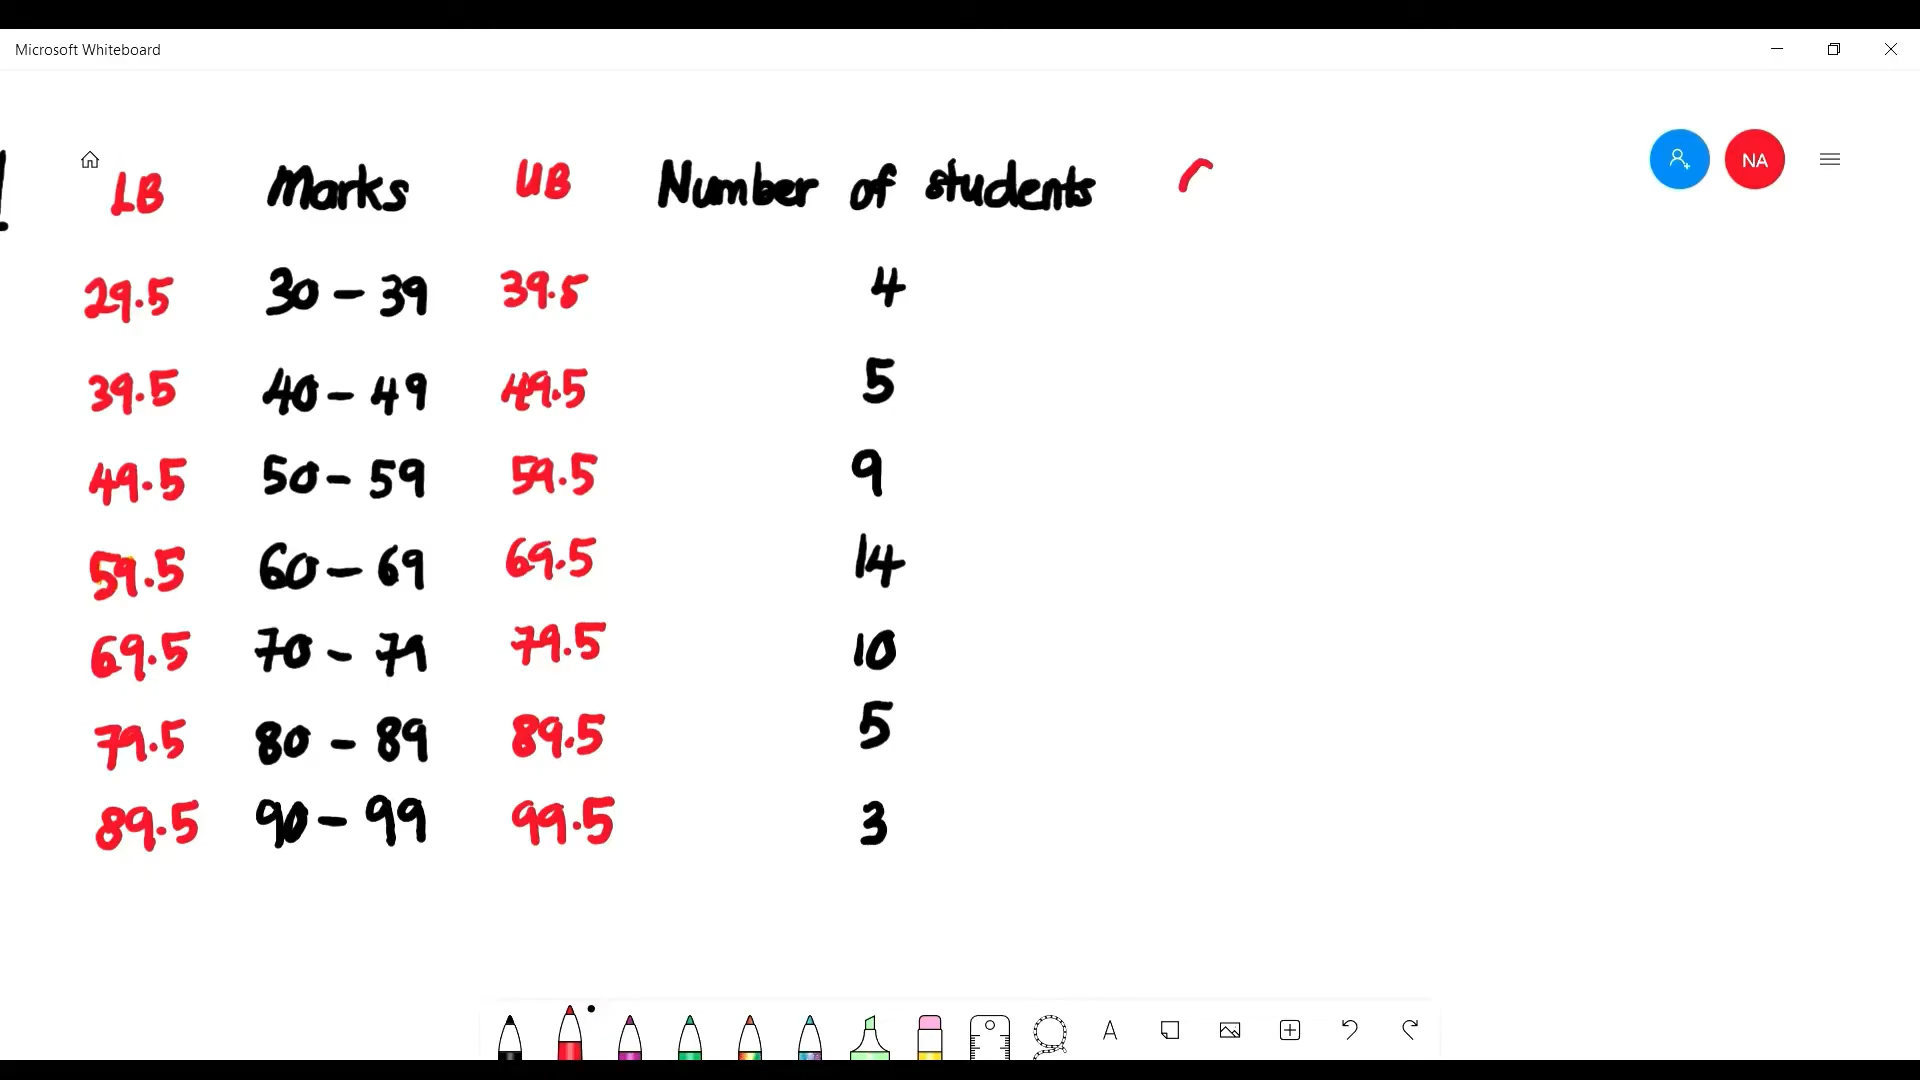 Microsoft Whiteboard
NA
LB Marks UB Number of students
29.5 30 - 39 39.5 4
39.5 40 - 49 49.5 5
49.5 50 - 59 59.5 9
59.5 60 - 69 69.5 14
69.5 70 - 79 79.5 10
79.5 80 - 89 89.5 5
89.5 90 - 99 99.5 3
A